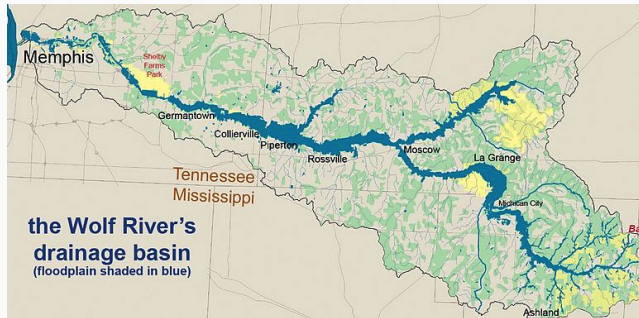 Memphis
Shelby
Farms
Park
Germantown
Collierville
Piperton
Rossville
Moscow
La Grange
Tennessee
Mississippi
Michigan City
the Wolf River's
drainage basin
(floodplain shaded in blue)
Ba
Ashland